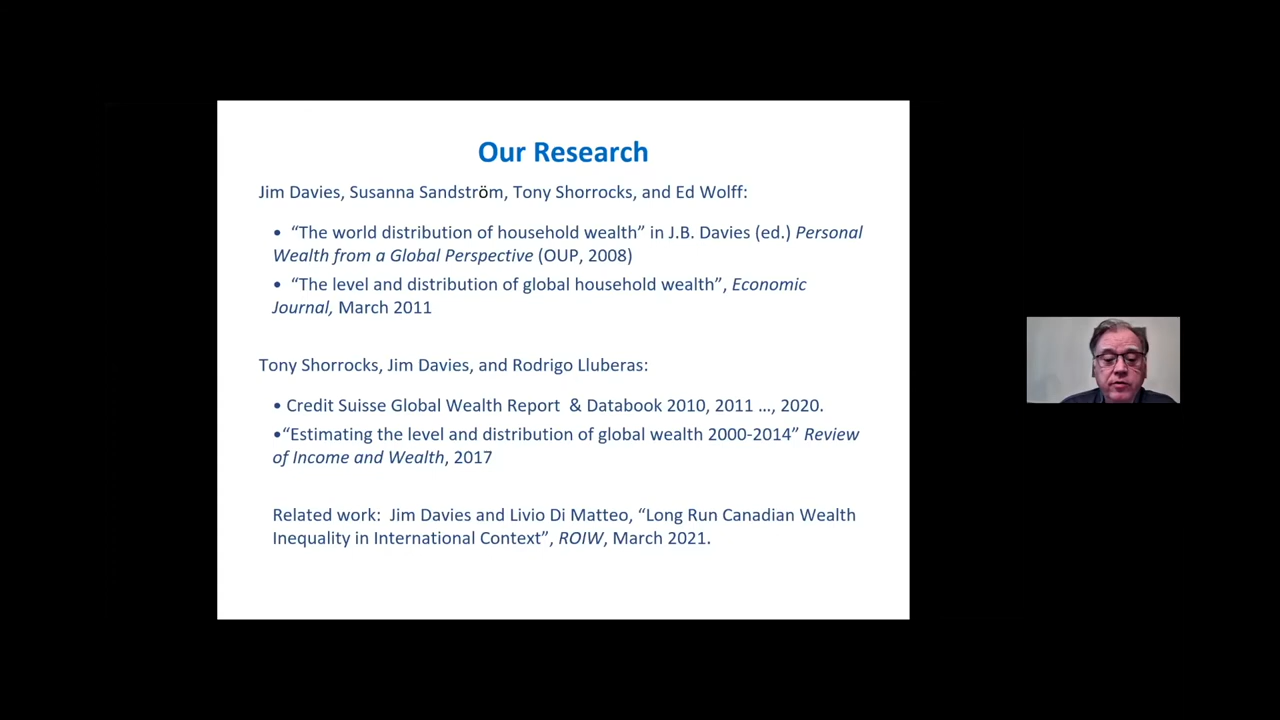 Our Research
Jim Davies, Susanna Sandström, Tony Shorrocks, and Ed Wolff:
• “The world distribution of household wealth” in J.B. Davies (ed.) Personal
Wealth from a Global Perspective (OUP, 2008)
• “The level and distribution of global household wealth”, Economic
Journal, March 2011
Tony Shorrocks, Jim Davies, and Rodrigo Lluberas:
• Credit Suisse Global Wealth Report & Databook 2010, 2011 …, 2020.
•“Estimating the level and distribution of global wealth 2000-2014” Review
of Income and Wealth, 2017
Related work: Jim Davies and Livio Di Matteo, “Long Run Canadian Wealth
Inequality in International Context”, ROIW, March 2021.